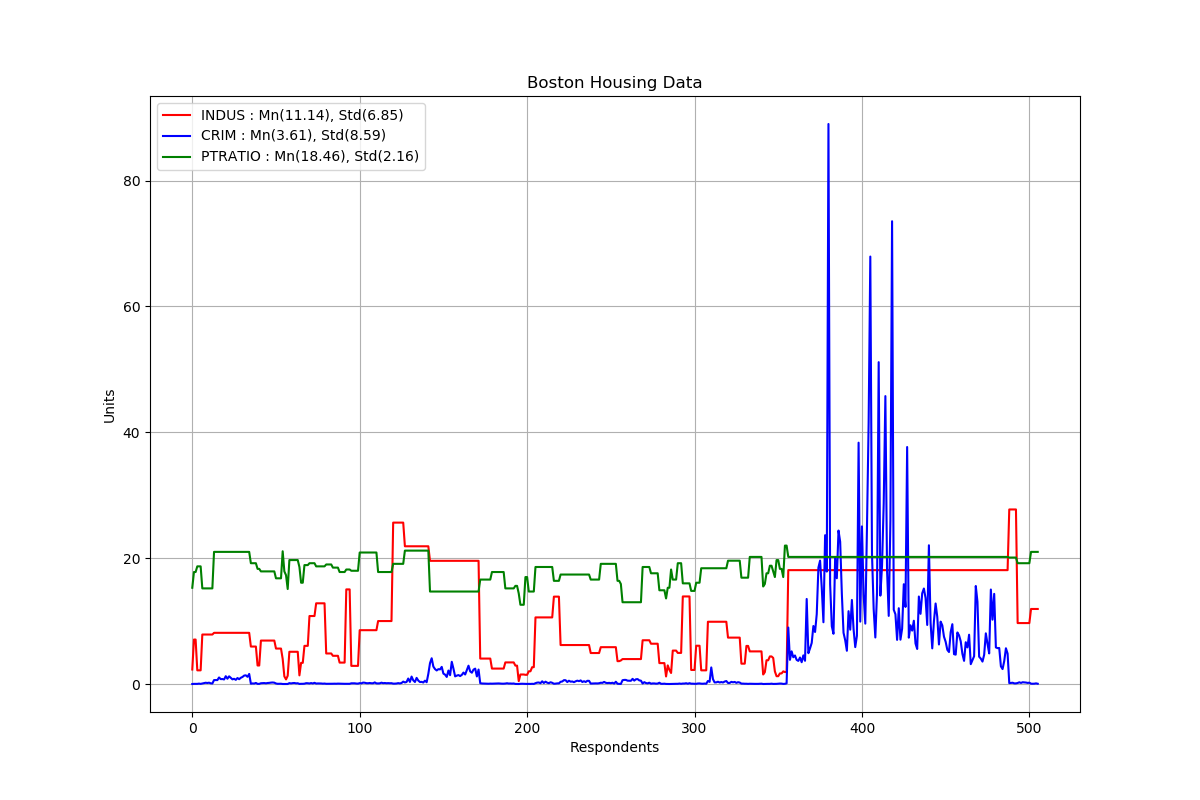 Boston Housing Data
INDUS : Mn(11.14), Std(6.85)
CRIM : Mn(3.61), Std(8.59)
PTRATIO : Mn(18.46), Std(2.16)
80
60
40
20
0
Units
0 100 200 300 400 500
Respondents